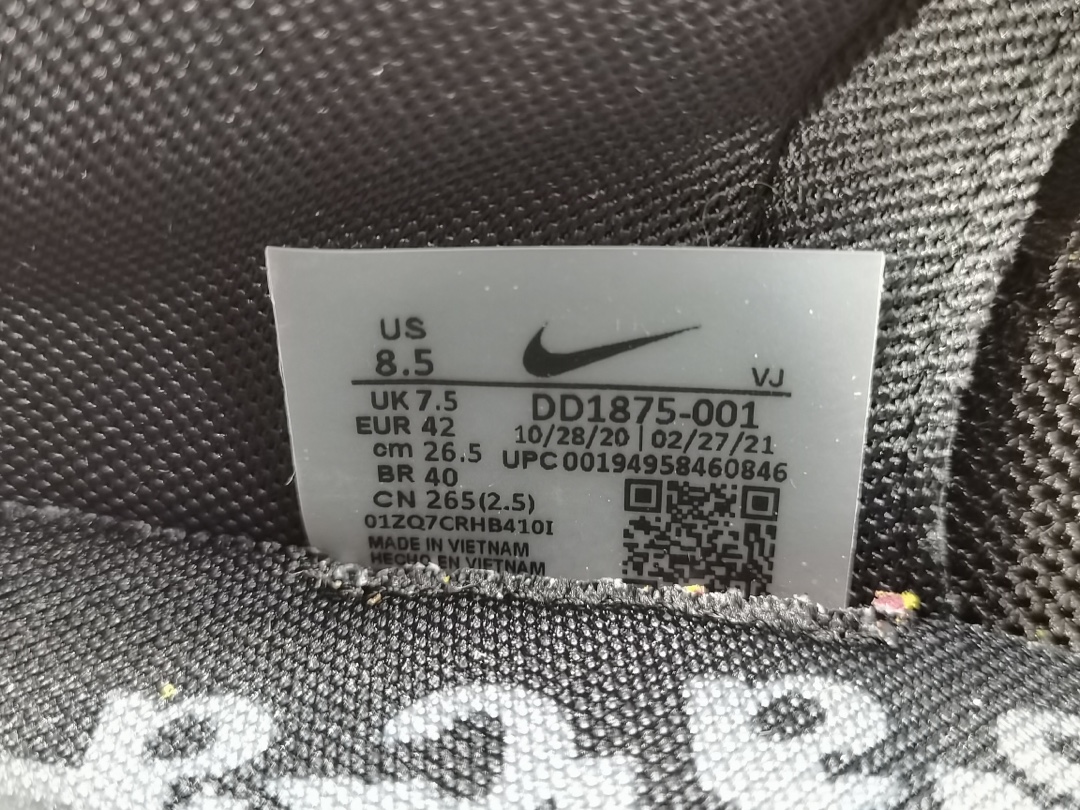 US
8.5
VJ
UK 7.5
EUR 42
cm 26.5
BR 40
CN 265(2.5)
01ZQ7CRHB410I
MADE IN VIETNAM
HECHO EN VIETNAM
DD1875-001
10/28/20 | 02/27/21
UPC 00194958460846